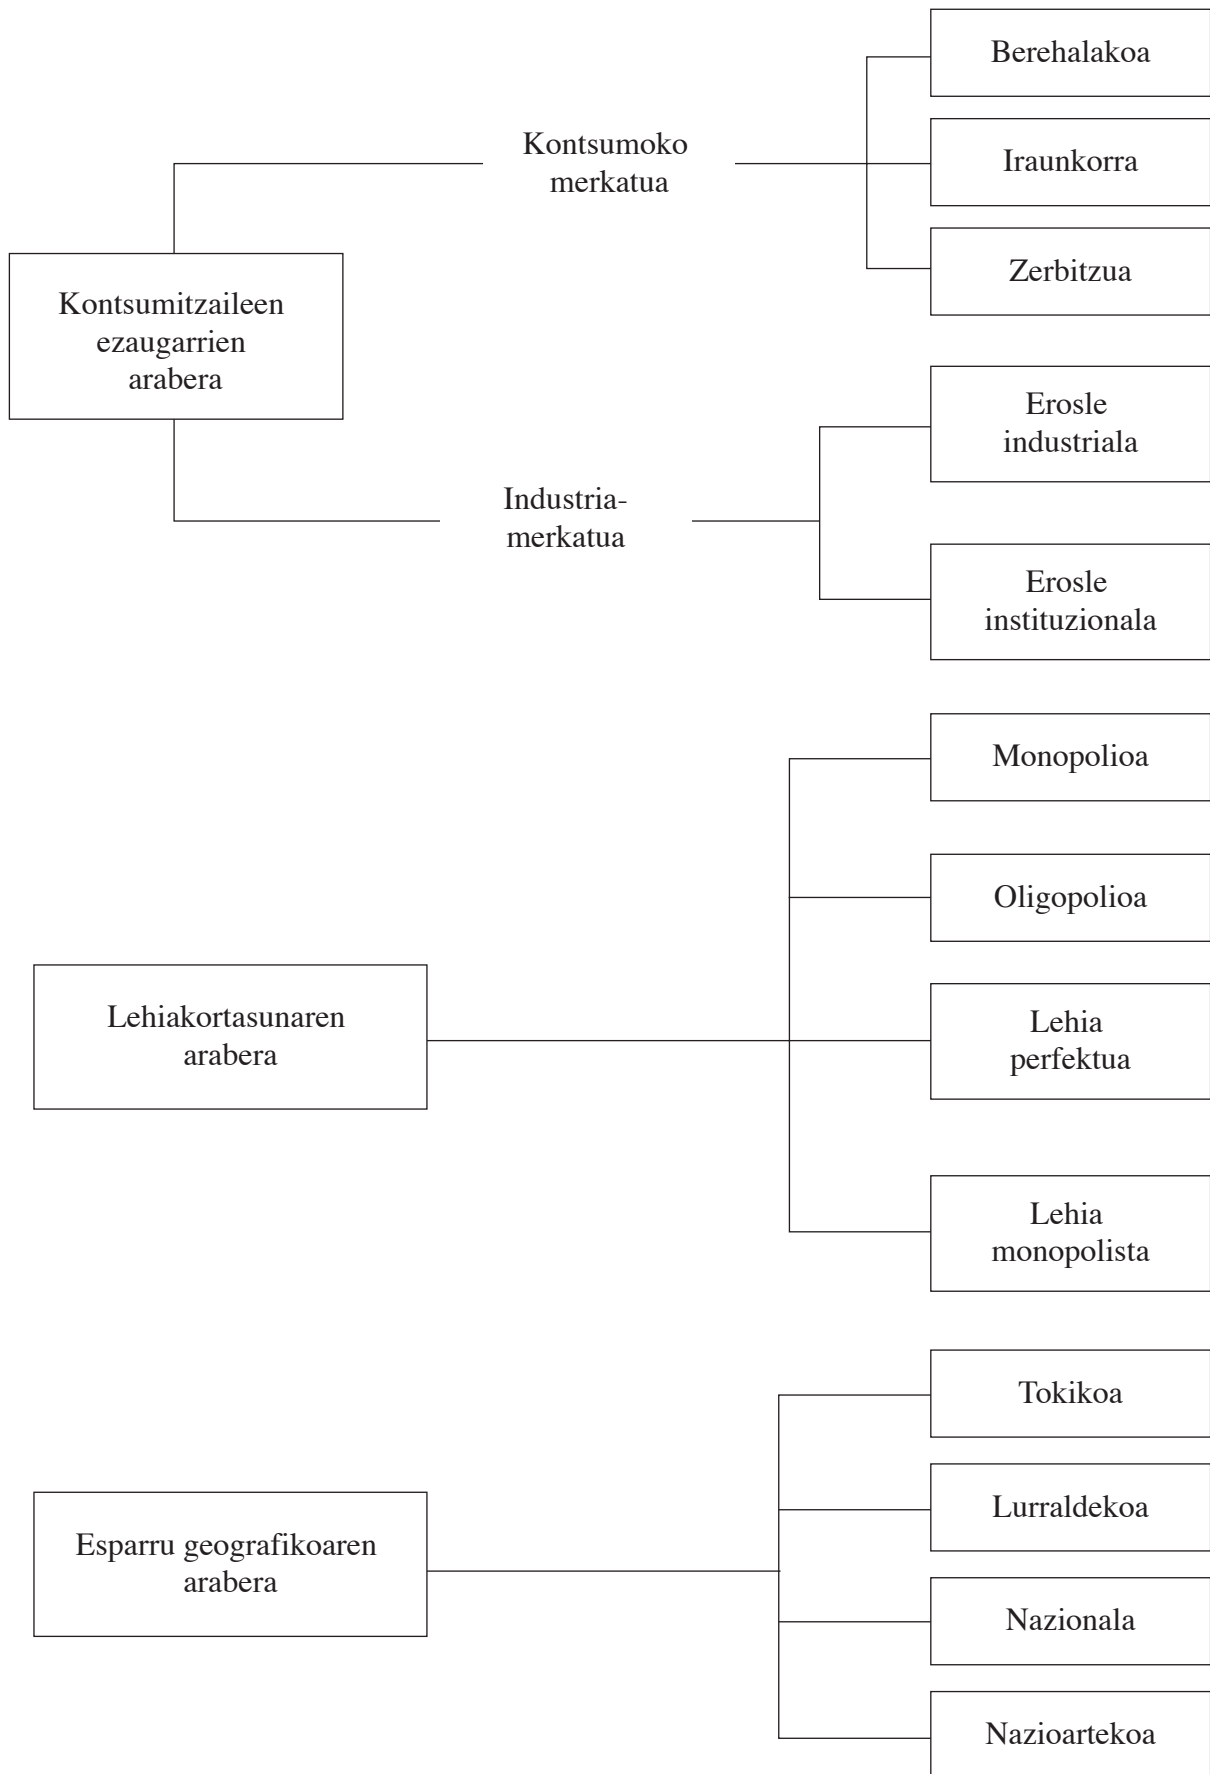 Berehalakoa
Kontsumoko
merkatua
Iraunkorra
Zerbitzua
Kontsumitzaileen
ezaugarrien
arabera
Erosle
industriala
Industria-
merkatua
Erosle
instituzionala
Monopolioa
Oligopolioa
Lehiakortasunaren
arabera
Lehia
perfektua
Lehia
monopolista
Tokikoa
Lurraldekoa
Esparru geografikoaren
arabera
Nazionala
Nazioartekoa